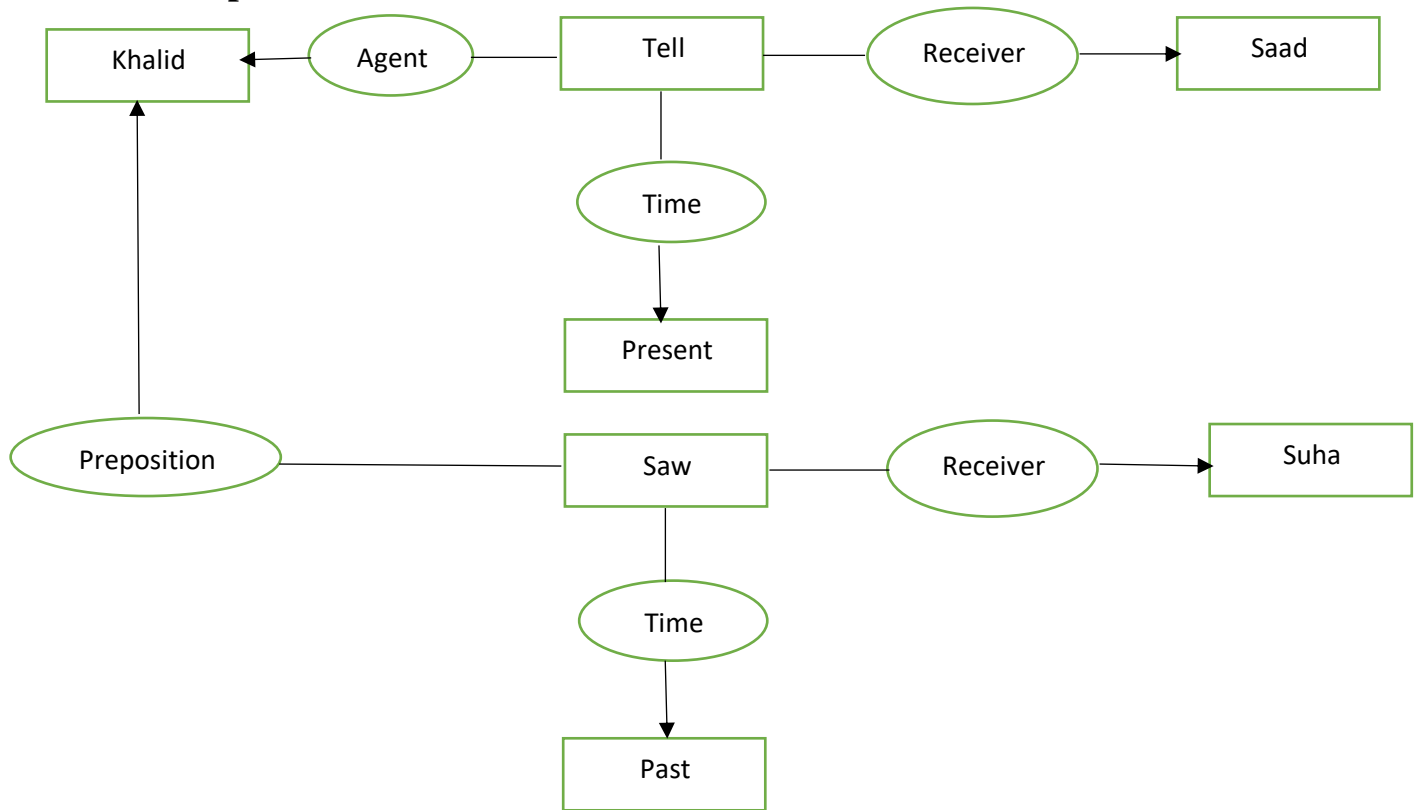 Khalid
Agent
Tell
Receiver
Saad
Time
Present
Preposition
Saw
Receiver
Suha
Time
Past